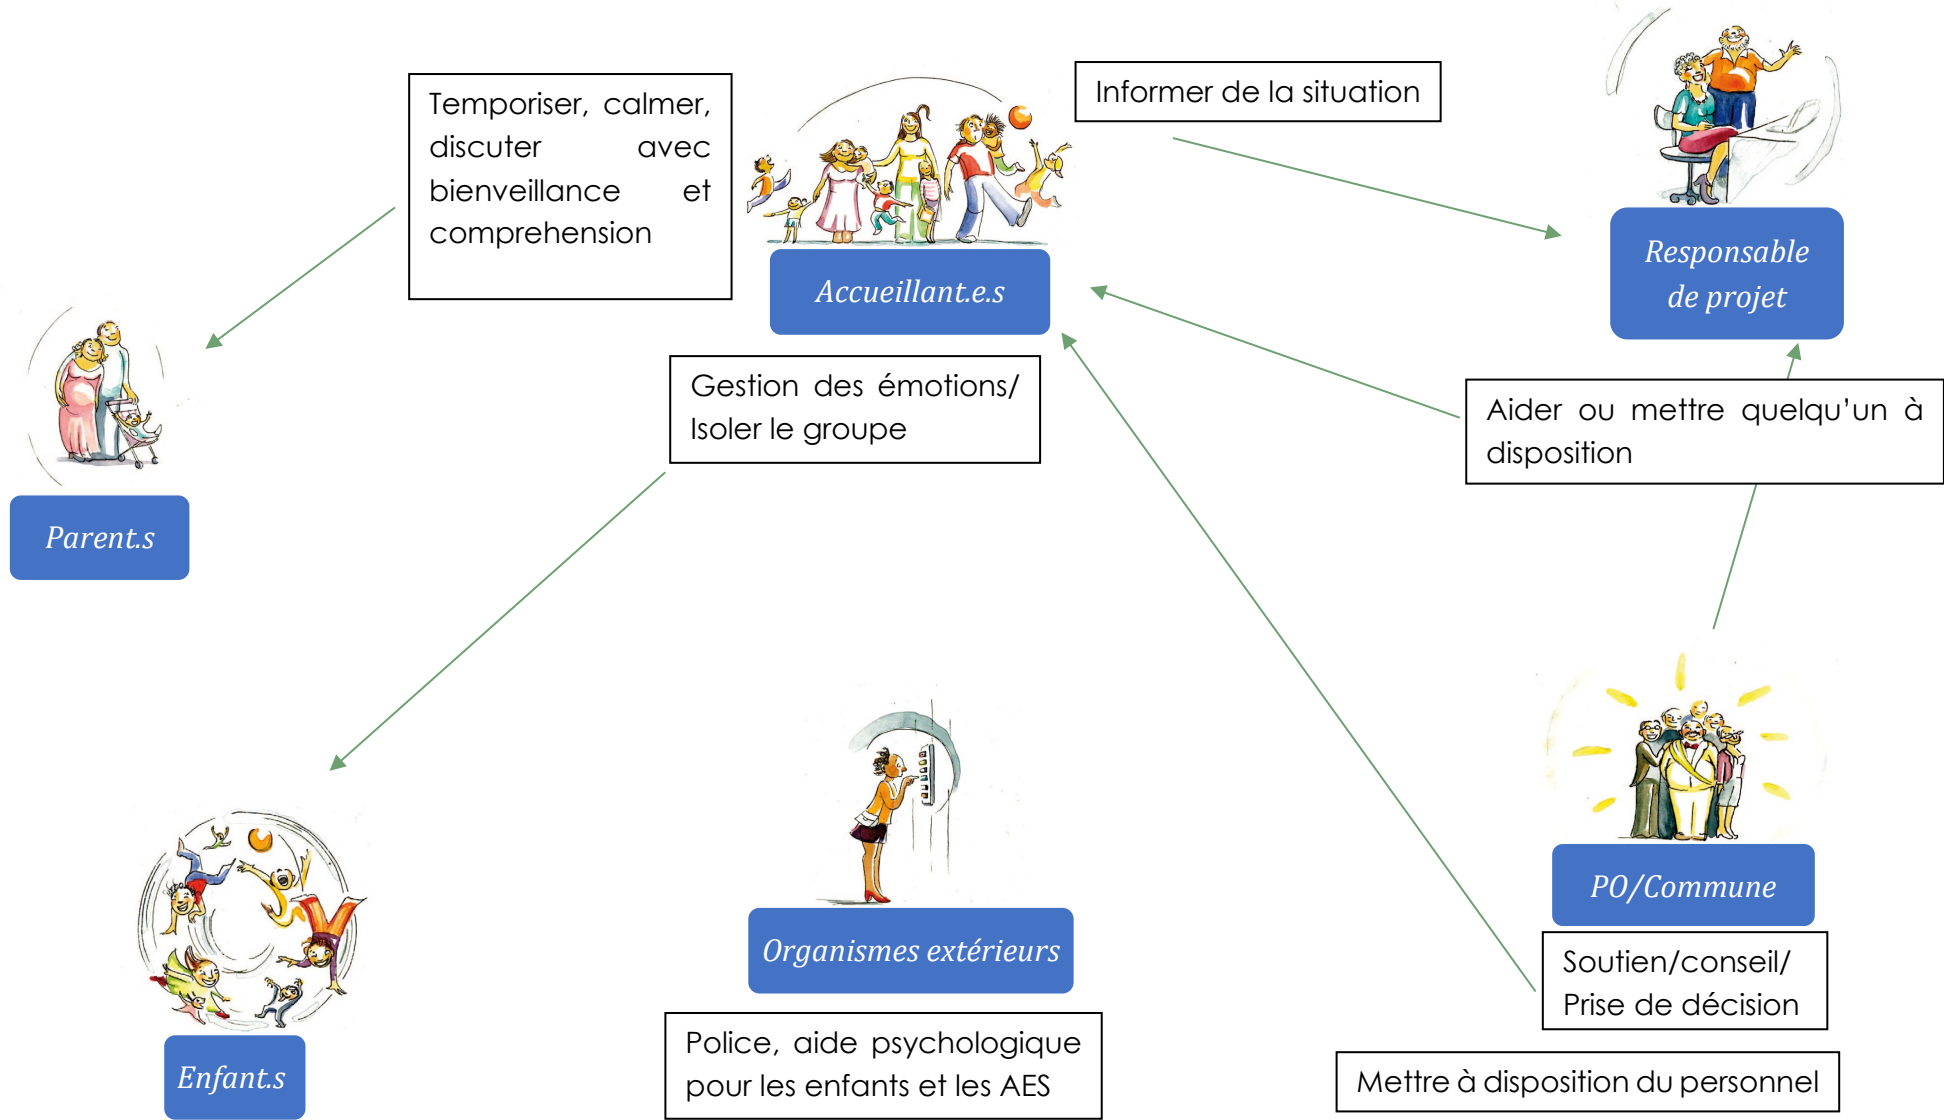 Temporiser, calmer,
discuter avec
bienveillance et
comprehension
Informer de la situation
Accueillant.e.s
Responsable
de projet
Gestion des émotions/
Isoler le groupe
Aider ou mettre quelqu’un à
disposition
Parent.s
PO/Commune
Organismes extérieurs
Soutien/conseil/
Prise de décision
Enfant.s
Police, aide psychologique
pour les enfants et les AES
Mettre à disposition du personnel